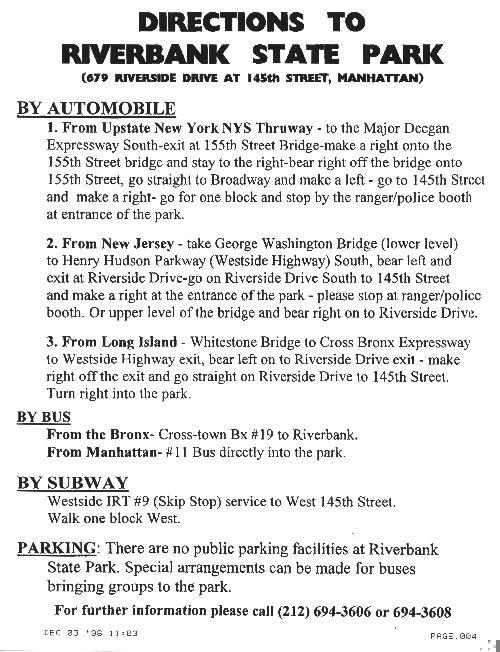 DIRECTIONS TO
RIVERBANK STATE PARK
(679 RIVERSIDE DRIVE AT 145th STREET, MANHATTAN)
BY AUTOMOBILE
1. From Upstate New York NYS Thruway - to the Major Deegan
Expressway South-exit at 155th Street Bridge-make a right onto the
155th Street bridge and stay to the right-bear right off the bridge onto
155th Street, go straight to Broadway and make a left - go to 145th Street
and make a right- go for one block and stop by the ranger/police booth
at entrance of the park.
2. From New Jersey - take George Washington Bridge (lower level)
to Henry Hudson Parkway (Westside Highway) South, bear left and
exit at Riverside Drive-go on Riverside Drive South to 145th Street
and make a right at the entrance of the park - please stop at ranger/police
booth. Or upper level of the bridge and bear right on to Riverside Drive.
3. From Long Island - Whitestone Bridge to Cross Bronx Expressway
to Westside Highway exit, bear left on to Riverside Drive exit - make
right off the exit and go straight on Riverside Drive to 145th Street.
Turn right into the park.
BY BUS
From the Bronx- Cross-town Bx #19 to Riverbank.
From Manhattan- #11 Bus directly into the park.
BY SUBWAY
Westside IRT #9 (Skip Stop) service to West 145th Street.
Walk one block West.
PARKING: There are no public parking facilities at Riverbank
State Park. Special arrangements can be made for buses
bringing groups to the park.
For further information please call (212) 694-3606 or 694-3608
DEC 03 '98 11:03 PAGE.004